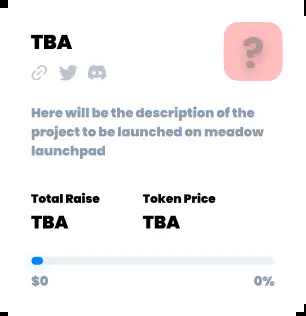 TBA
?
Here will be the description of the
project to be launched on meadow
launchpad
Total Raise Token Price
TBA TBA
$0 0%